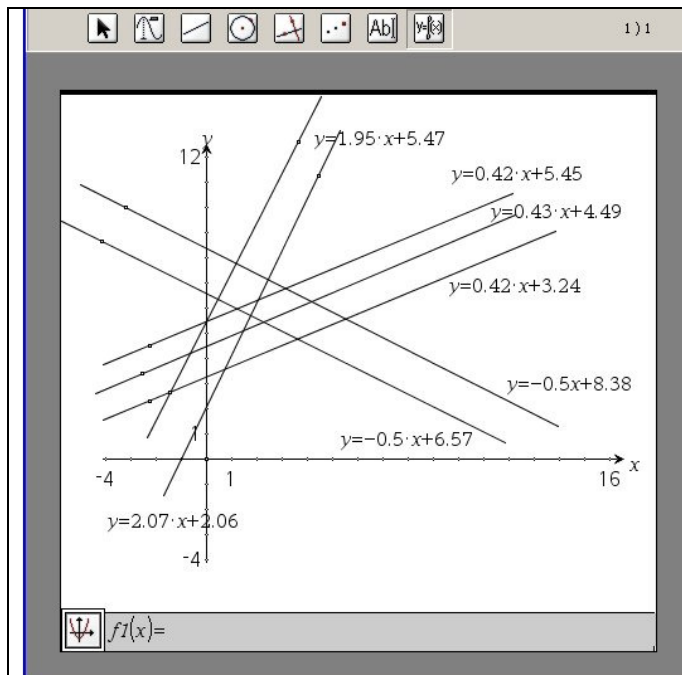 AbI y=f(x) 1)1
y
12
y=1.95·x+5.47
y=0.42·x+5.45
y=0.43·x+4.49
y=0.42·x+3.24
y=−0.5x+8.38
y=−0.5·x+6.57
1
x
-4 1 16
y=2.07·x+2.06
-4
f1(x)=